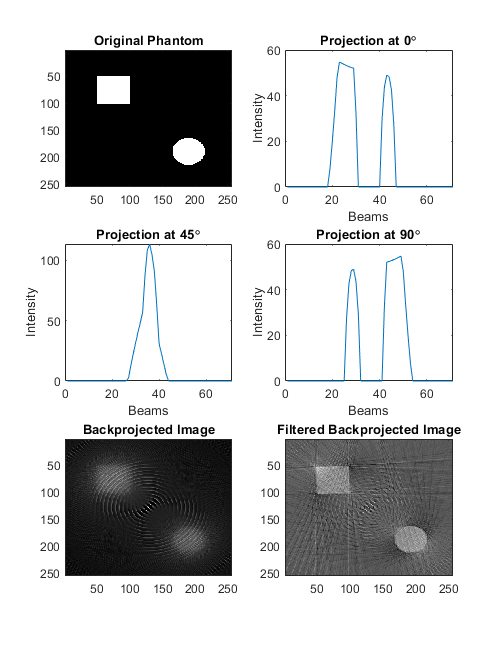 Original Phantom
50
100
150
200
250
50 100 150 200 250
Projection at 0°
Intensity
60
40
20
0
0 20 40 60
Beams
Projection at 45°
Intensity
100
50
0
0 20 40 60
Beams
Projection at 90°
Intensity
60
40
20
0
0 20 40 60
Beams
Backprojected Image
50
100
150
200
250
50 100 150 200 250
Filtered Backprojected Image
50
100
150
200
250
50 100 150 200 250